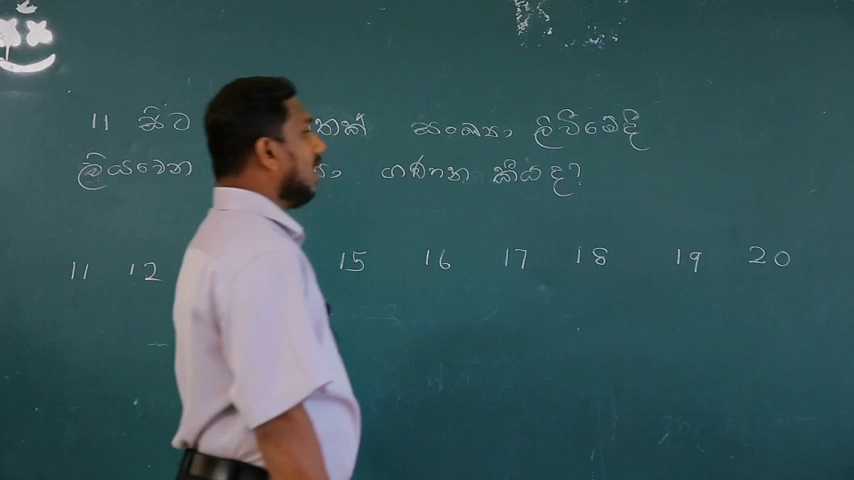 11 සිට තෙක් සංඛ්‍යා ලිවීමේදී
ලියවෙන ගණන කීයද?
11 12 15 16 17 18 19 20